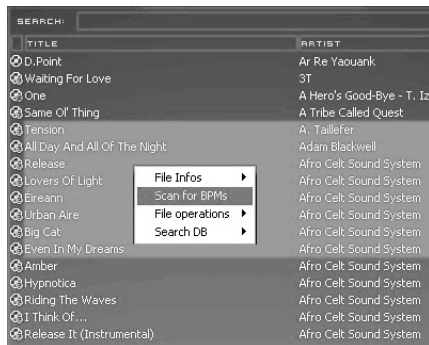 SEARCH:
TITLE ARTIST
D.Point Ar Re Yaouank
Waiting For Love 3T
One A Hero's Good-Bye - T. Iz
Same Ol' Thing A Tribe Called Quest
Tension A. Taillefer
All Day And All Of The Night Adam Blackwell
Release Afro Celt Sound System
Lovers Of Light Afro Celt Sound System
Éireann Afro Celt Sound System
Urban Aire Afro Celt Sound System
Big Cat Afro Celt Sound System
Even In My Dreams Afro Celt Sound System
Amber Afro Celt Sound System
Hypnotica Afro Celt Sound System
Riding The Waves Afro Celt Sound System
I Think Of... Afro Celt Sound System
Release It (Instrumental) Afro Celt Sound System
File Infos
Scan for BPMs
File operations
Search DB